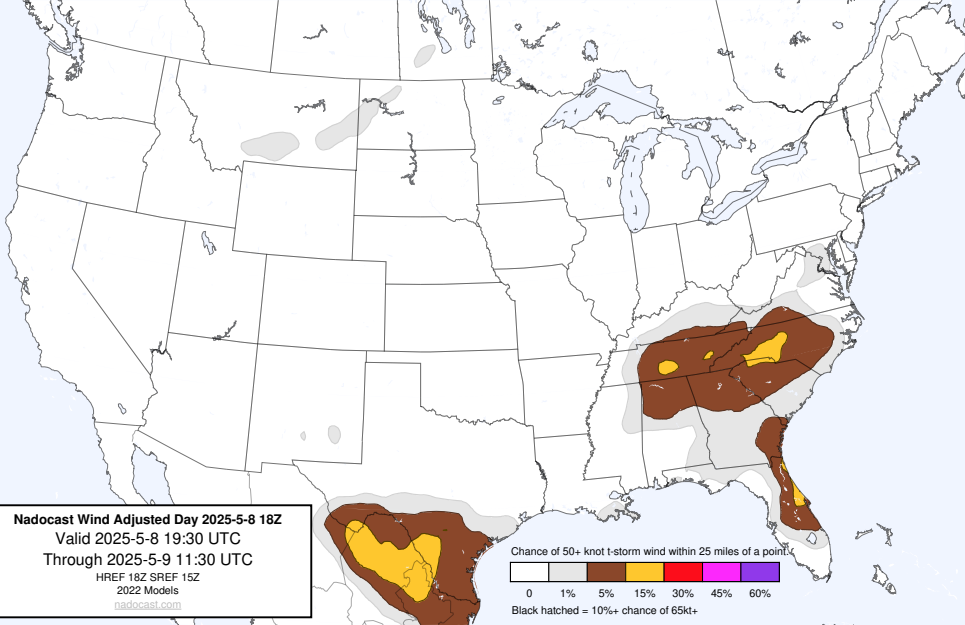 Nadocast Wind Adjusted Day 2025-5-8 18Z
Valid 2025-5-8 19:30 UTC
Through 2025-5-9 11:30 UTC
HREF 18Z SREF 15Z
2022 Models
nadocast.com
Chance of 50+ knot t-storm wind within 25 miles of a point.
0 1% 5% 15% 30% 45% 60%
Black hatched = 10%+ chance of 65kt+